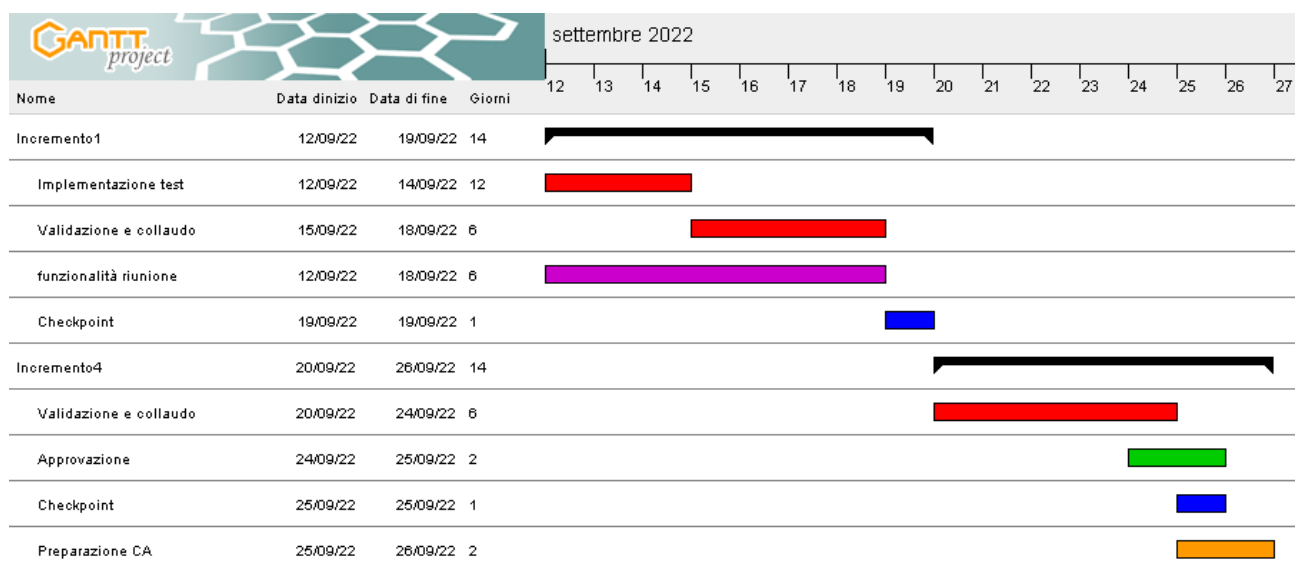 GANTT
project
settembre 2022
Nome Data dinizio Data di fine Giorni 12 13 14 15 16 17 18 19 20 21 22 23 24 25 26 27
Incremento1 12/09/22 19/09/22 14
Implementazione test 12/09/22 14/09/22 12
Validazione e collaudo 15/09/22 18/09/22 6
funzionalità riunione 12/09/22 18/09/22 6
Checkpoint 19/09/22 19/09/22 1
Incremento4 20/09/22 26/09/22 14
Validazione e collaudo 20/09/22 24/09/22 6
Approvazione 24/09/22 25/09/22 2
Checkpoint 25/09/22 25/09/22 1
Preparazione CA 25/09/22 26/09/22 2